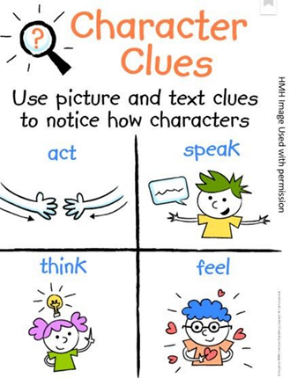 ?
Character
Clues
Use picture and text clues
to notice how characters
act
speak
think
feel
HMH Image Used with permission